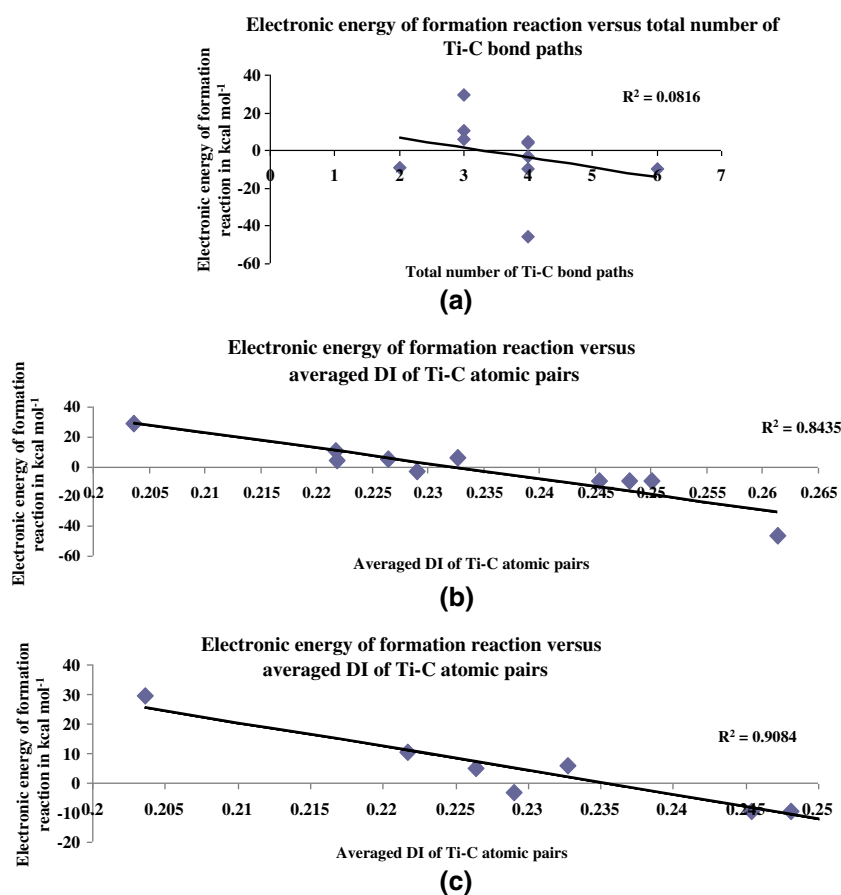 Electronic energy of formation reaction versus total number of
Ti-C bond paths
Electronic energy of formation
reaction in kcal mol⁻¹
40
20
0
-20
-40
-60
0 1 2 3 4 5 6 7
R² = 0.0816
Total number of Ti-C bond paths
(a)
Electronic energy of formation reaction versus
averaged DI of Ti-C atomic pairs
Electronic energy of formation
reaction in kcal mol⁻¹
40
20
0
-20
-40
-60
0.2 0.205 0.21 0.215 0.22 0.225 0.23 0.235 0.24 0.245 0.25 0.255 0.26 0.265
R² = 0.8435
Averaged DI of Ti-C atomic pairs
(b)
Electronic energy of formation reaction versus
averaged DI of Ti-C atomic pairs
Electronic energy of formation
reaction in kcal mol⁻¹
40
30
20
10
0
-10
-20
0.2 0.205 0.21 0.215 0.22 0.225 0.23 0.235 0.24 0.245 0.25
R² = 0.9084
Averaged DI of Ti-C atomic pairs
(c)